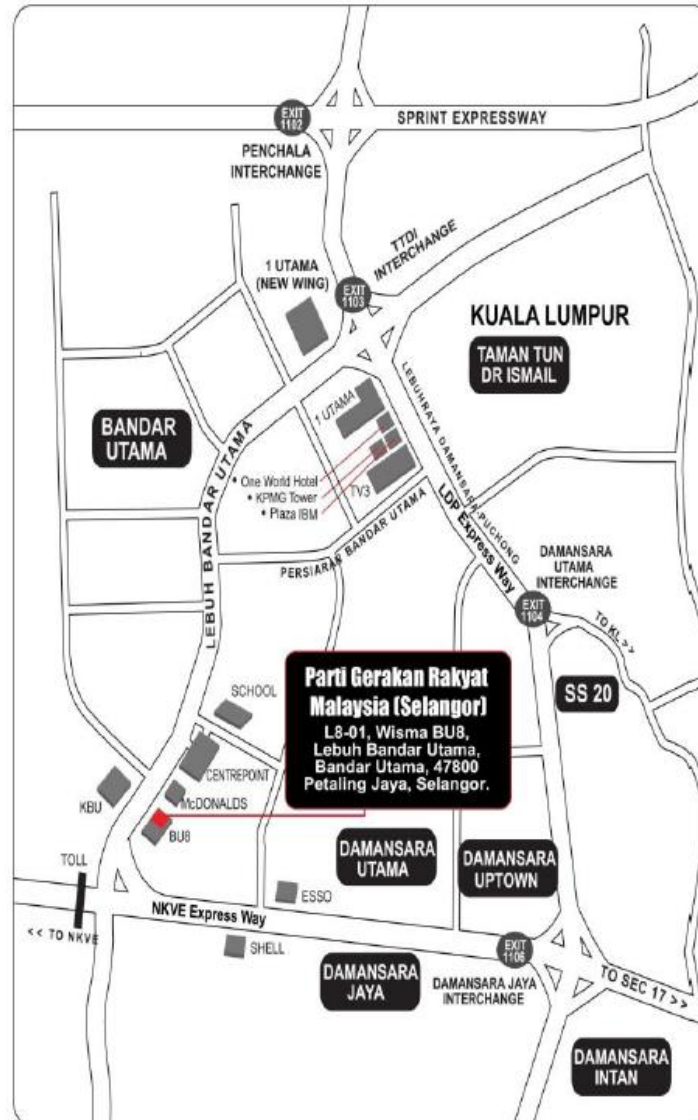 EXIT
1102
SPRINT EXPRESSWAY
PENCHALA
INTERCHANGE
TTDI
INTERCHANGE
1 UTAMA
(NEW WING)
EXIT
1103
KUALA LUMPUR
TAMAN TUN
DR ISMAIL
BANDAR
UTAMA
LEBUH BANDAR UTAMA
1 UTAMA
• One World Hotel
• KPMG Tower
• Plaza IBM
TV3
LEBUHRAYA DAMANSARA-PUCHONG
LDP Express Way
PERSIARAN BANDAR UTAMA
DAMANSARA
UTAMA
INTERCHANGE
EXIT
1104
TO KL >>
SS 20
Parti Gerakan Rakyat
Malaysia (Selangor)
L8-01, Wisma BU8,
Lebuh Bandar Utama,
Bandar Utama, 47800
Petaling Jaya, Selangor.
SCHOOL
CENTREPOINT
McDONALDS
KBU
BU8
TOLL
<< TO NKVE
NKVE Express Way
ESSO
SHELL
DAMANSARA
UTAMA
DAMANSARA
UPTOWN
EXIT
1106
DAMANSARA JAYA
INTERCHANGE
DAMANSARA
JAYA
TO SEC 17 >>
DAMANSARA
INTAN